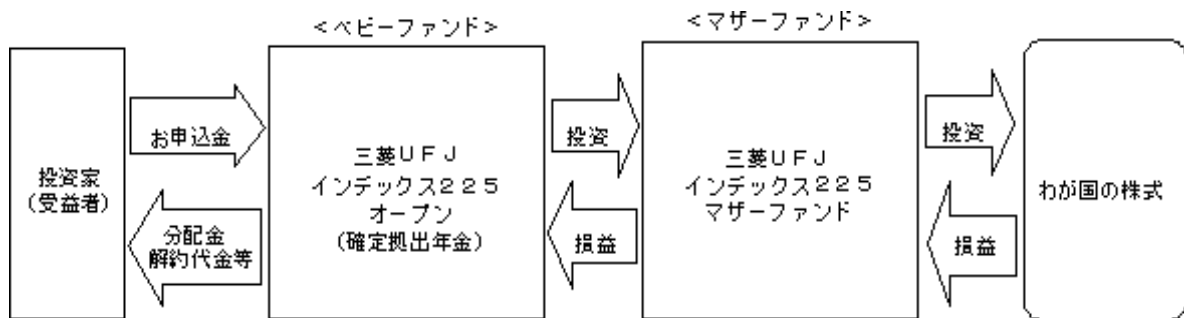 <ベビーファンド>
<マザーファンド>
投資家
(受益者)
お申込金
分配金
解約代金等
三菱UFJ
インデックス225
オープン
(確定拠出年金)
投資
損益
三菱UFJ
インデックス225
マザーファンド
投資
損益
わが国の株式